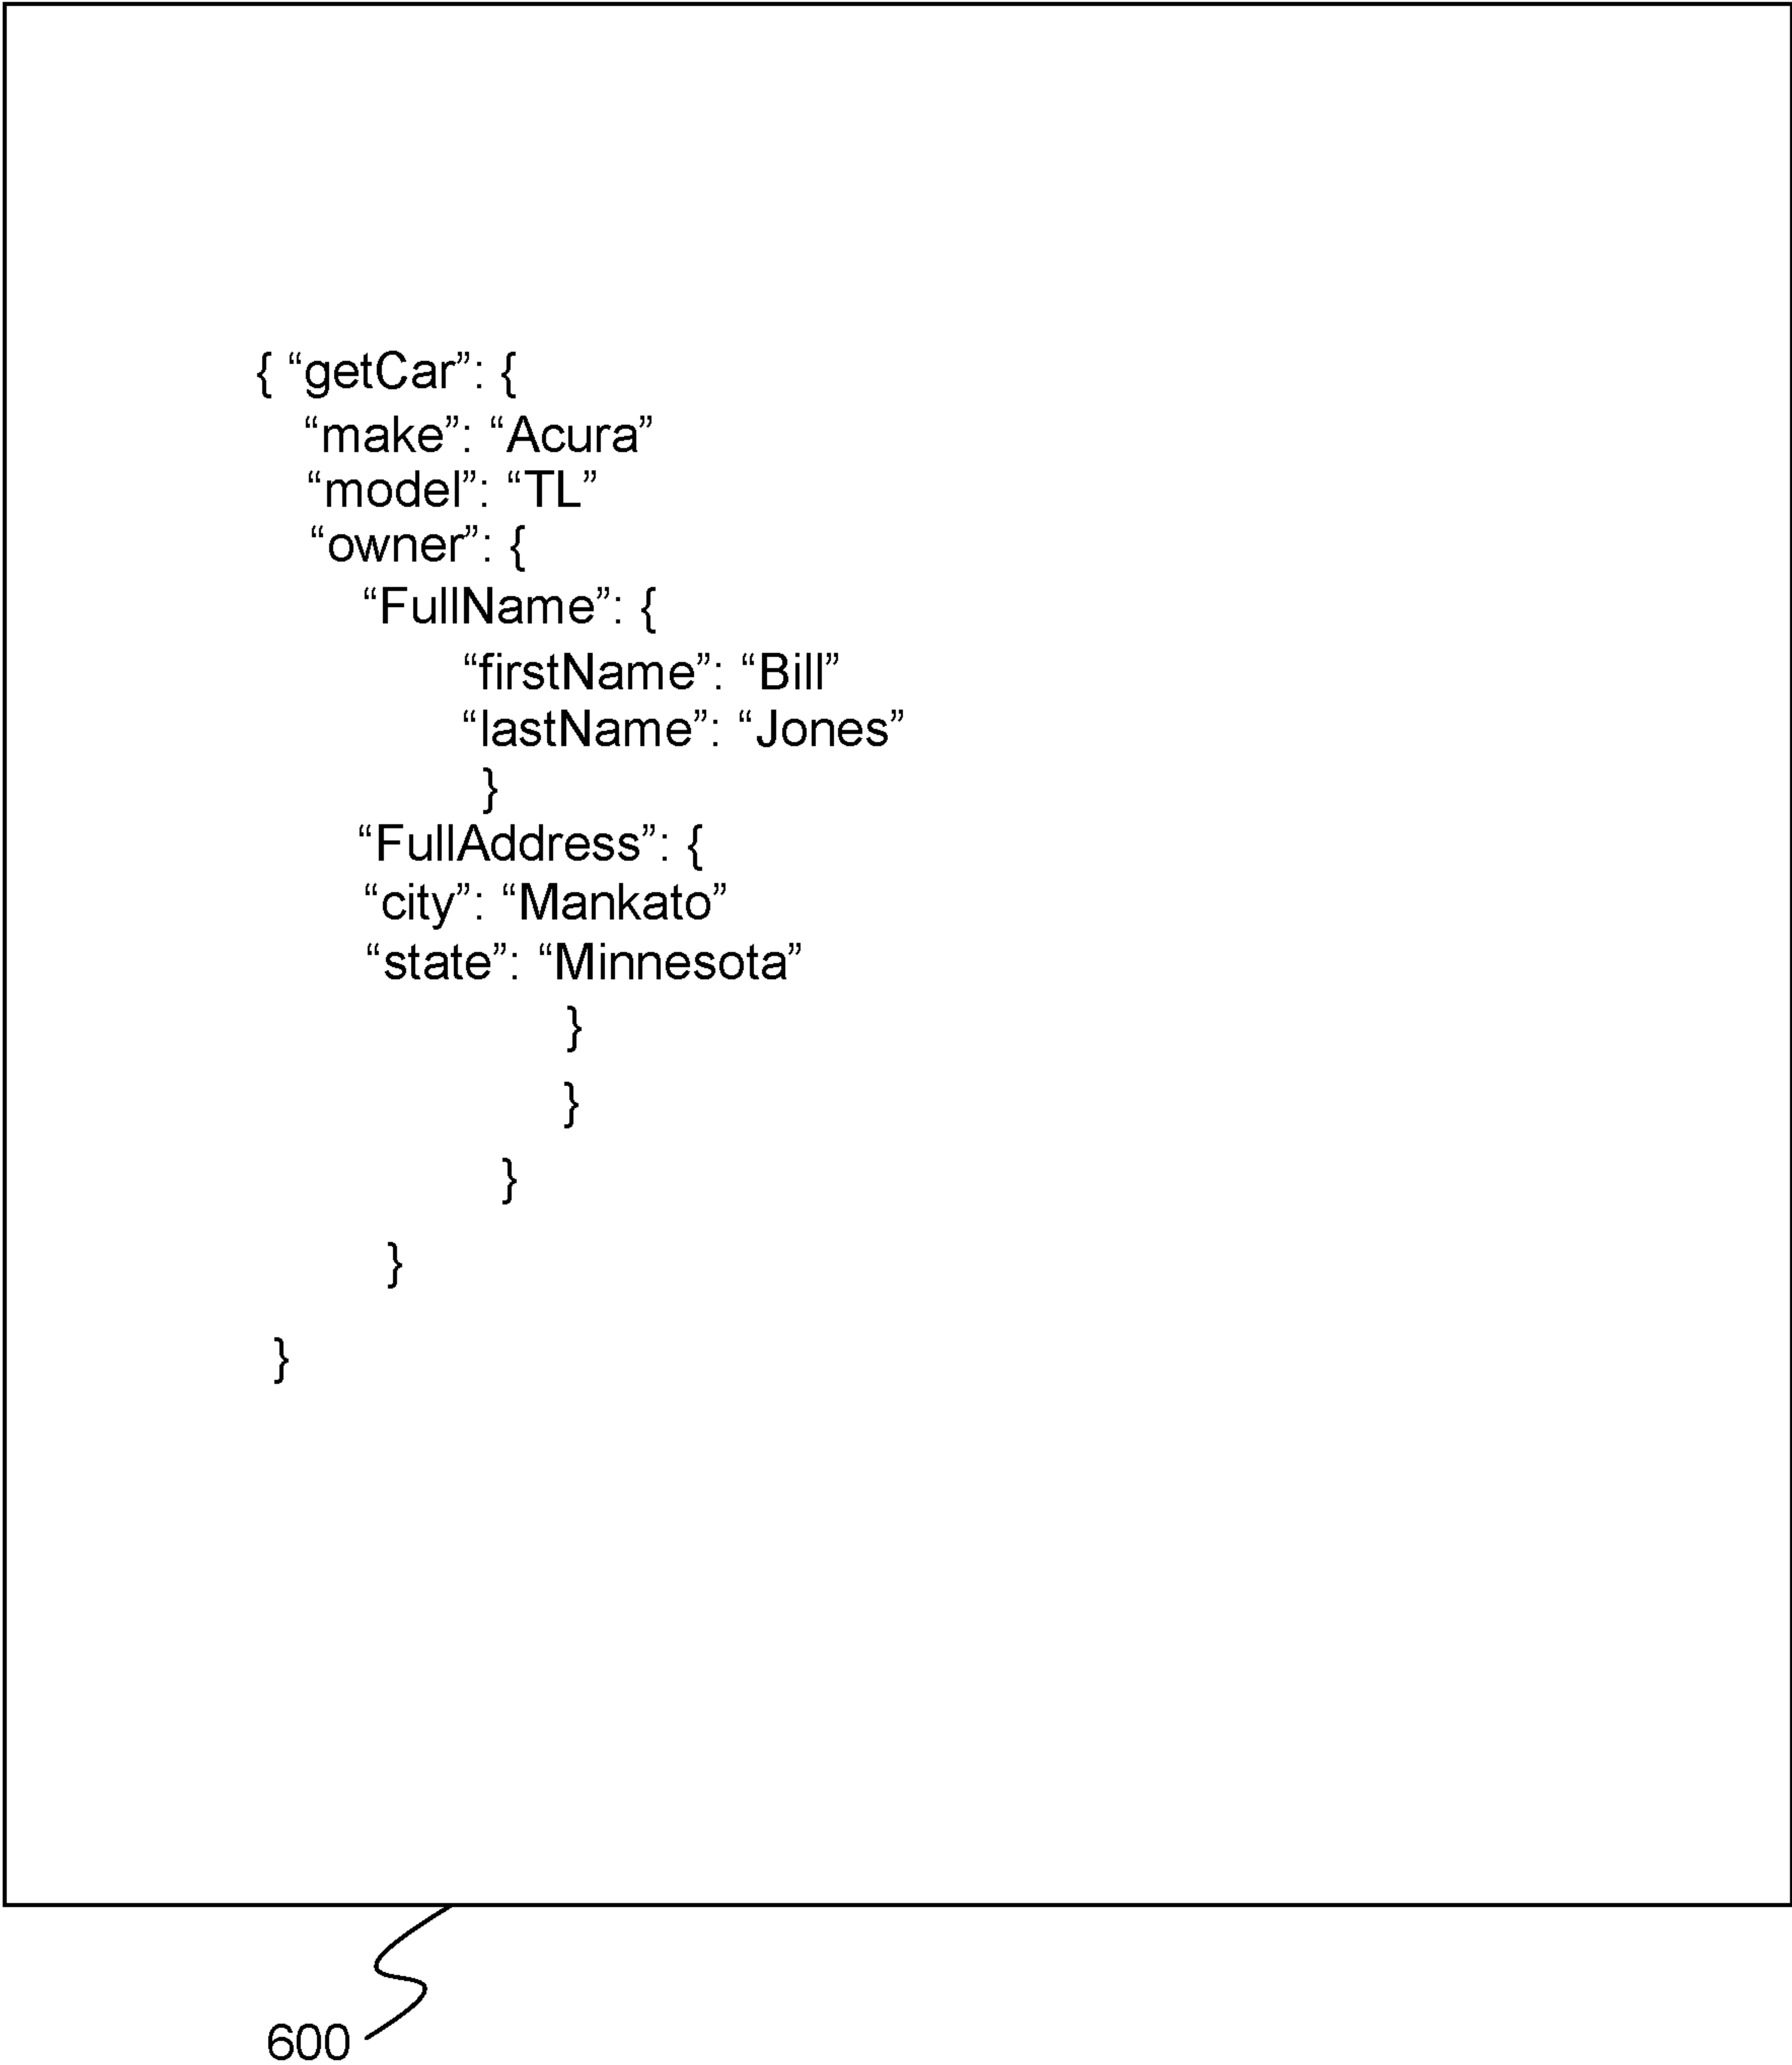 { “getCar”: {
“make”: “Acura”
“model”: “TL”
“owner”: {
“FullName”: {
“firstName”: “Bill”
“lastName”: “Jones”
}
“FullAddress”: {
“city”: “Mankato”
“state”: “Minnesota”
}
}
}
}
}
600